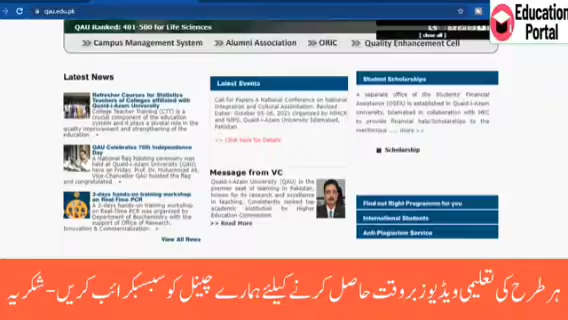 qau.edu.pk
Education
Portal
QAU Ranked: 401-500 for Life Sciences
[ close all ]
>> Campus Management System >> Alumni Association >> ORIC >> Quality Enhancement Cell
Latest News
Refresher Courses for Statistics
Teachers of Colleges affiliated with
Quaid-i-Azam University
College Teacher Training (CTT) is a
crucial component of the education
system and it plays a pivotal role in the
quality improvement and strengthening of the
education
QAU Celebrates 75th Independence
Day
A National flag hoisting ceremony was
held at Quaid-i-Azam University (QAU)
here on Friday. Prof. Dr. Muhammad Ali,
Vice-Chancellor QAU hoisted the flag
and congratulated
3-days hands-on training workshop
on Real-Time PCR
A 3-days hands-on training workshop
on Real-Time PCR was organized by
Department of Biochemistry with the
support of Office of Research,
Innovation & Commercialization.
View All News
Latest Events
Call for Papers A National Conference on National
Integration and Cultural Assimilation. Revised
Dates: October 05-06, 2021. Organized by NIHCR
and NIPS, Quaid-i-Azam University Islamabad,
Pakistan
>> Click here for Details
Message from VC
Quaid-i-Azam University (QAU) is the
premier seat of learning in Pakistan,
known for its research and excellence
in teaching. Consistently ranked top
academic institution by Higher
Education Commission
>> Read More
Student Scholarships
A separate office of the Students' Financial
Assistance (OSFA) is established in Quaid-i-Azam
University, Islamabad in collaboration with HEC
to provide financial help/Scholarships to the
meritorious ..... more >>
Scholarship
Find out Right Programme for you
International Students
Anti-Plagiarism Service
ہر طرح کی تعلیمی ویڈیوز بروقت حاصل کرنے کیلئے ہمارے چینل کو سبسکرائب کریں-شکریہ